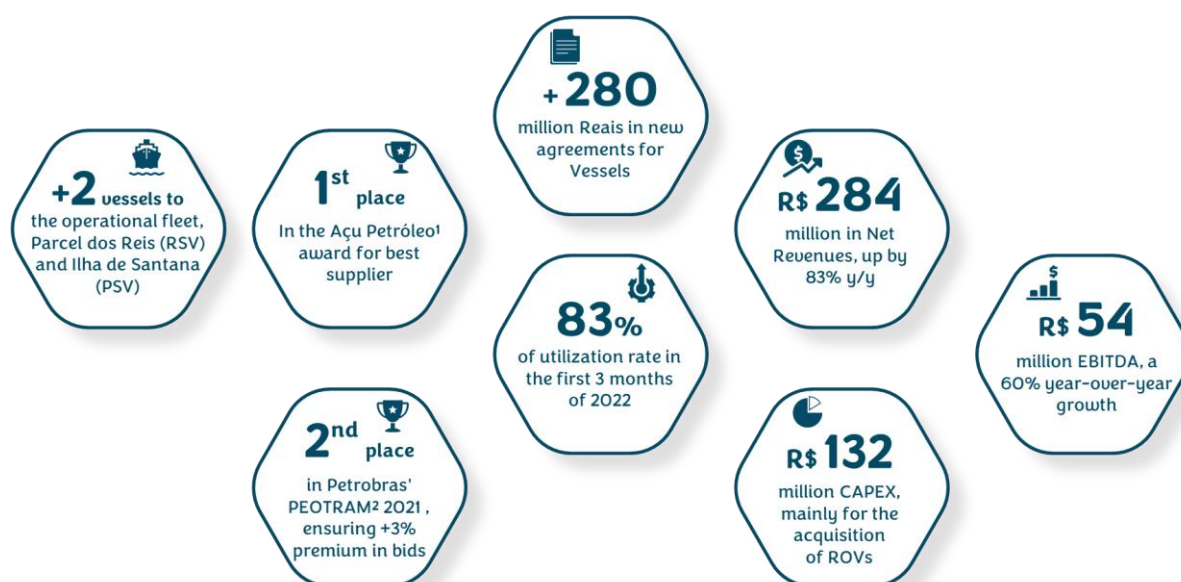 +2 vessels to
the operational fleet,
Parcel dos Reis (RSV)
and Ilha de Santana
(PSV)
1st place
In the Açu Petróleo¹
award for best
supplier
2nd place
in Petrobras'
PEOTRAM² 2021 ,
ensuring +3%
premium in bids
+ 280
million Reais in new
agreements for
Vessels
83%
of utilization rate in
the first 3 months
of 2022
$
R$ 284
million in Net
Revenues, up by
83% y/y
R$ 132
million CAPEX,
mainly for the
acquisition
of ROVs
$
R$ 54
million EBITDA, a
60% year-over-year
growth